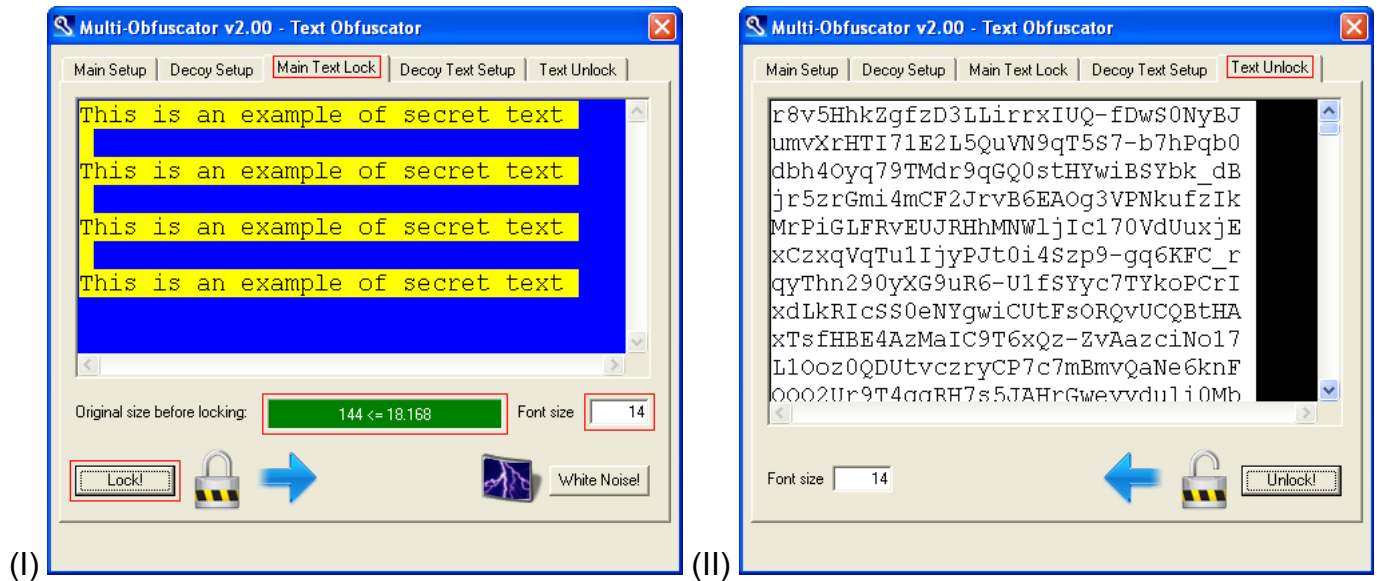 Multi-Obfuscator v2.00 - Text Obfuscator
Main Setup Decoy Setup Main Text Lock Decoy Text Setup Text Unlock
This is an example of secret text
This is an example of secret text
This is an example of secret text
This is an example of secret text
Original size before locking: 144 <= 18.168 Font size 14
Lock! White Noise!
(I)
Multi-Obfuscator v2.00 - Text Obfuscator
Main Setup Decoy Setup Main Text Lock Decoy Text Setup Text Unlock
r8v5HhkZgfzD3LLirrxIUQ-fDwS0NyBJ
umvXrHTI71E2L5QuVN9qT5S7-b7hPqb0
dbh4Oyq79TMdr9qGQ0stHYwiBSYbk_dB
jr5zrGmi4mCF2JrvB6EAOg3VPNkufzIk
MrPiGLFRvEUJRHhMNWljIc170VdUuxjE
xCzxqVqTu1IjyPJt0i4Szp9-gq6KFC_r
qyThn290yXG9uR6-U1fSYyc7TYkoPCrI
xdLkRIcSS0eNYgwiCUtFsORQvUCQBtHA
xTsfHBE4AzMaIC9T6xQz-ZvAazciNo17
L1Ooz0QDUtvczryCP7c7mBmvQaNe6knF
Font size 14 Unlock!
(II)